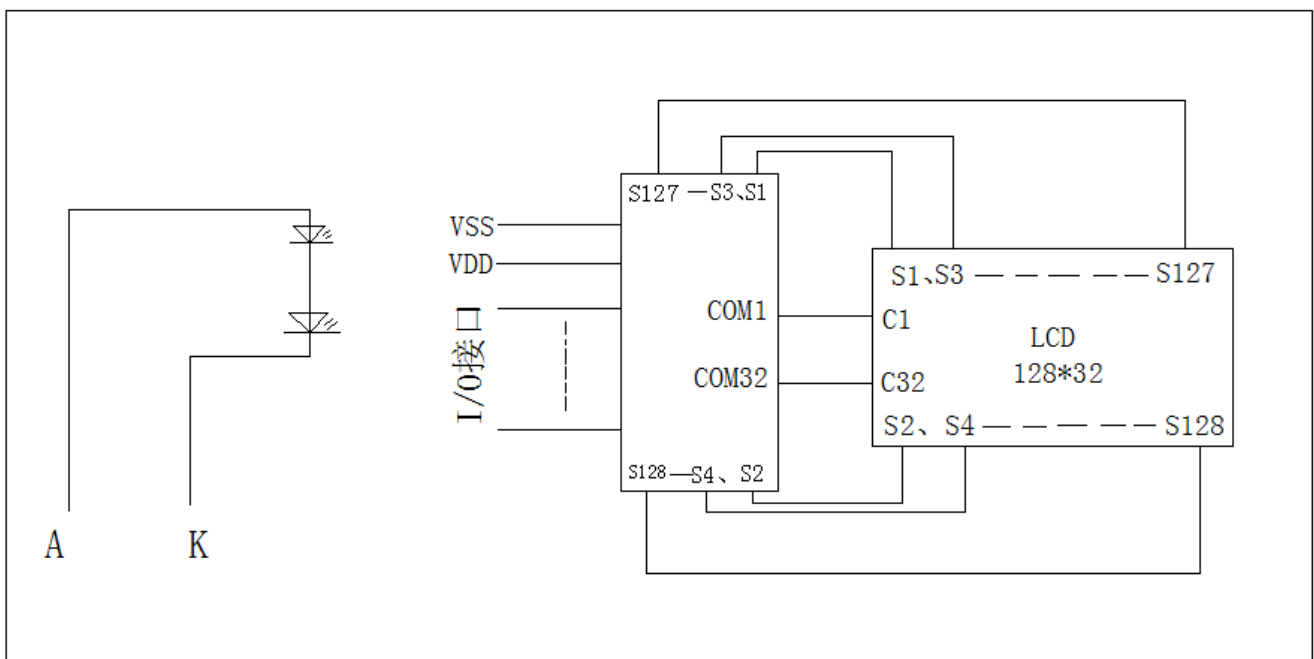 A
K
VSS
VDD
I/O接口
S127 —S3、S1
COM1
COM32
S128—S4、S2
S1、S3 — — — — S127
C1
LCD
128*32
C32
S2、S4 — — — — S128